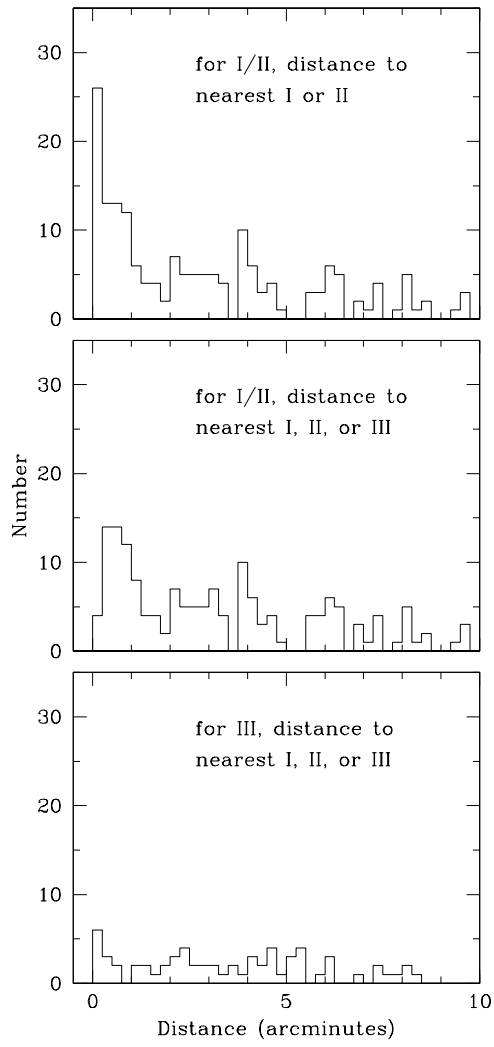 30
20
10
0
for I/II, distance to
nearest I or II
30
20
10
0
for I/II, distance to
nearest I, II, or III
Number
30
20
10
0
for III, distance to
nearest I, II, or III
0 5 10
Distance (arcminutes)